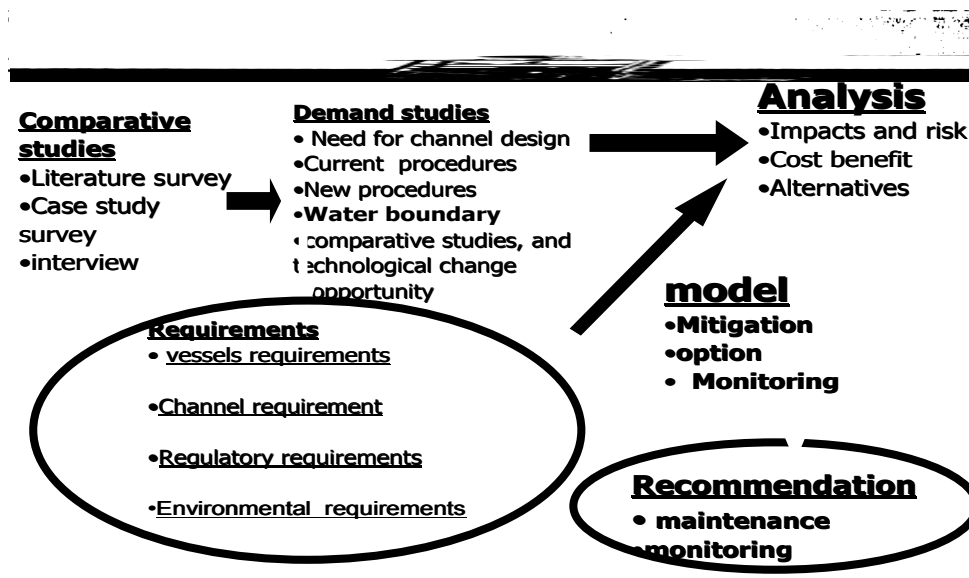 Comparative
studies
•Literature survey
•Case study
survey
•interview
Demand studies
• Need for channel design
•Current procedures
•New procedures
•Water boundary
•comparative studies, and
technological change
opportunity
Analysis
•Impacts and risk
•Cost benefit
•Alternatives
model
•Mitigation
•option
• Monitoring
Requirements
• vessels requirements
•Channel requirement
•Regulatory requirements
•Environmental requirements
Recommendation
• maintenance
•monitoring